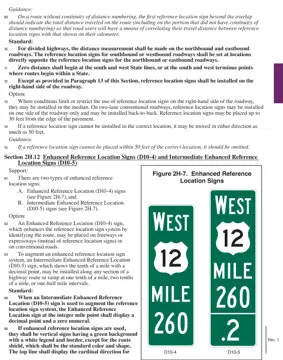 Guidance:
On a route without continuity of distance numbering, the first reference location sign beyond the overlap
should indicate the total distance traveled on the route (including on the portion that did not have continuity of
distance numbering) so that road users will have a means of correlating their travel distance between reference
location signs with that shown on their odometer.
Standard:
For divided highways, the distance measurement shall be made on the northbound and eastbound
roadways. The reference location signs for southbound or westbound roadways shall be set at locations
directly opposite the reference location signs for the northbound or eastbound roadways.
Zero distance shall begin at the south and west State lines, or at the south and west terminus points
where routes begin within a State.
Except as provided in Paragraph 13 of this Section, reference location signs shall be installed on the
right-hand side of the roadway.
Option:
Where conditions limit or restrict the use of reference location signs on the right-hand side of the roadway,
they may be installed in the median. On two-lane conventional roadways, reference location signs may be installed
on one side of the roadway only and may be installed back-to-back. Reference location signs may be placed up to
30 feet from the edge of the pavement.
If a reference location sign cannot be installed in the correct location, it may be moved in either direction as
much as 50 feet.
Guidance:
If a reference location sign cannot be placed within 50 feet of the correct location, it should be omitted.
Section 2H.12 Enhanced Reference Location Signs (D10-4) and Intermediate Enhanced Reference
Location Signs (D10-5)
Support:
There are two types of enhanced reference
location signs:
A. Enhanced Reference Location (D10-4) signs
(see Figure 2H-7), and
B. Intermediate Enhanced Reference Location
(D10-5) signs (see Figure 2H-7).
Option:
An Enhanced Reference Location (D10-4) sign,
which enhances the reference location sign system by
identifying the route, may be placed on freeways or
expressways (instead of reference location signs) or
on conventional roads.
To augment an enhanced reference location sign
system, an Intermediate Enhanced Reference Location
(D10-5) sign, which shows the tenth of a mile with a
decimal point, may be installed along any section of a
highway route or ramp at one tenth of a mile, two tenths
of a mile, or one-half mile intervals.
Standard:
When an Intermediate Enhanced Reference
Location (D10-5) sign is used to augment the reference
location sign system, the Enhanced Reference
Location sign at the integer mile point shall display a
decimal point and a zero numeral.
If enhanced reference location signs are used,
they shall be vertical signs having a green background
with a white legend and border, except for the route
shield, which shall be the standard color and shape.
The top line shall display the cardinal direction for
Figure 2H-7. Enhanced Reference
Location Signs
WEST
12
MILE
260
D10-4
WEST
12
MILE
260
.2
D10-5
Rev. 1